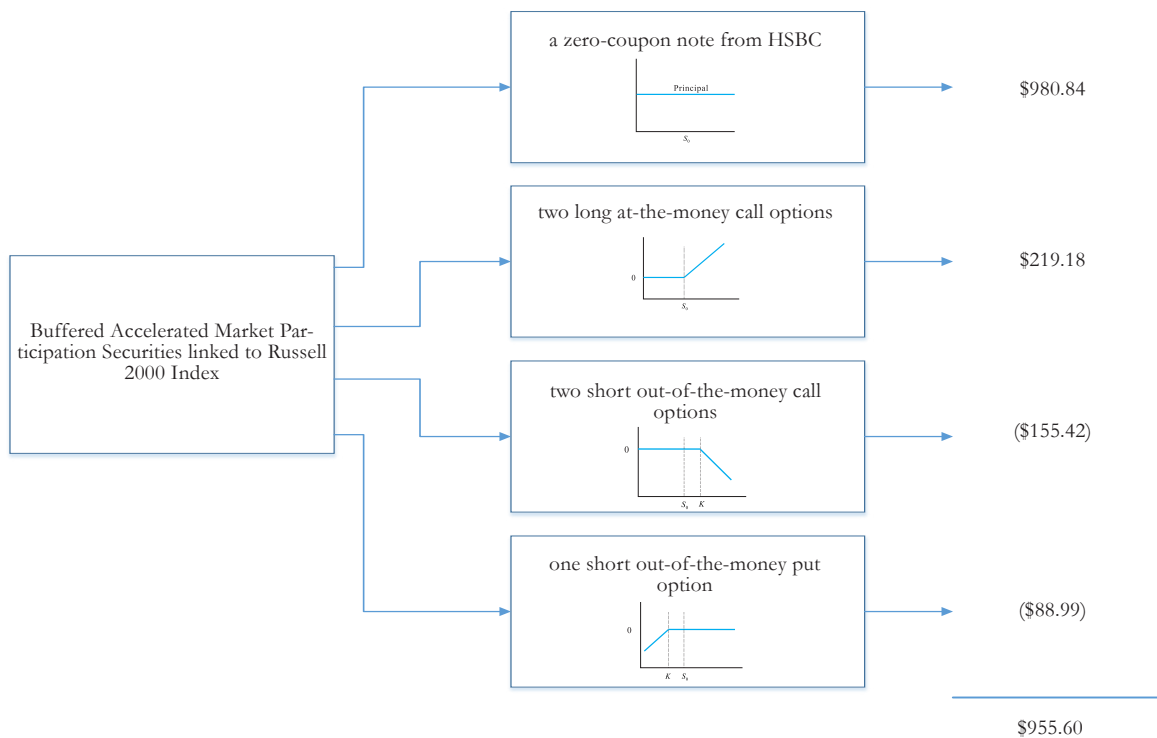 a zero-coupon note from HSBC
Principal
S0
$980.84
two long at-the-money call options
0
S0
$219.18
Buffered Accelerated Market Par-
ticipation Securities linked to Russell
2000 Index
two short out-of-the-money call
options
0
S0 K
($155.42)
one short out-of-the-money put
option
0
K S0
($88.99)
$955.60